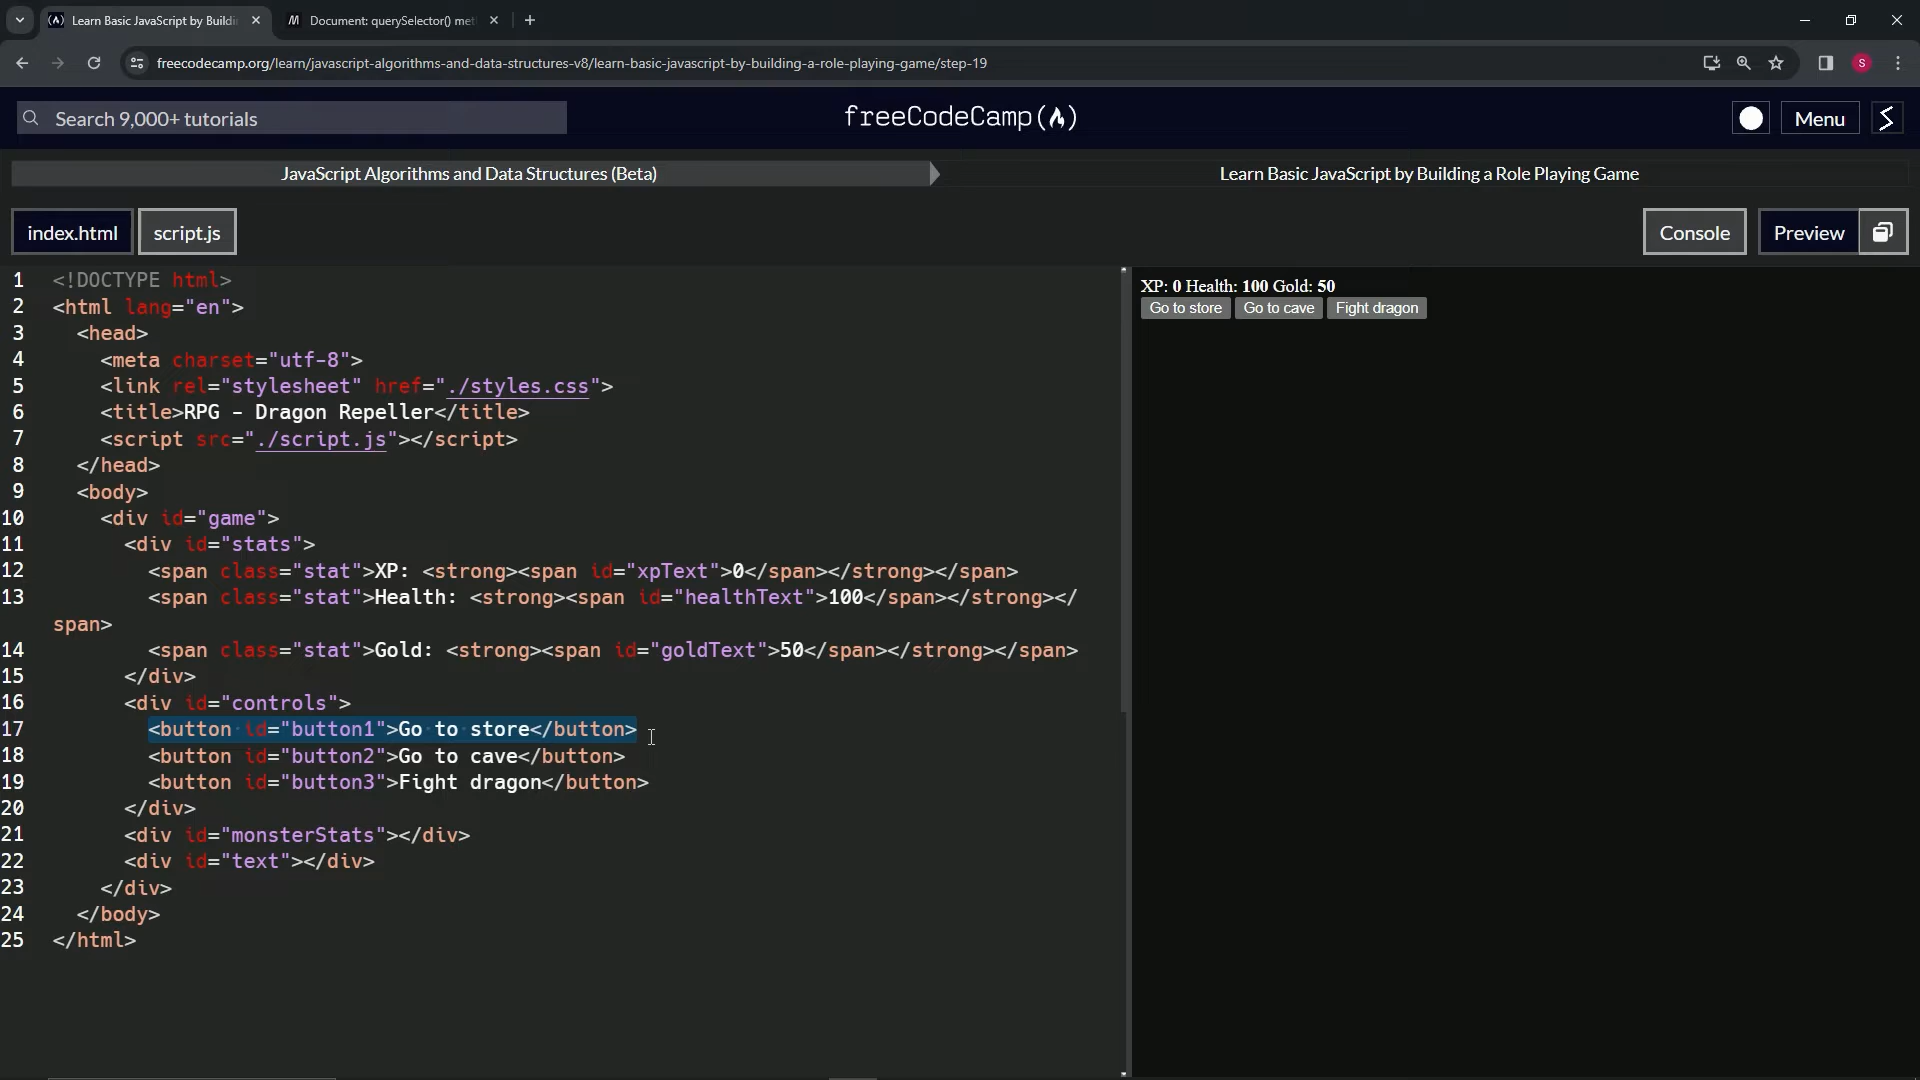 Learn Basic JavaScript by Buildi
Document: querySelector() met
freecodecamp.org/learn/javascript-algorithms-and-data-structures-v8/learn-basic-javascript-by-building-a-role-playing-game/step-19
S
Search 9,000+ tutorials
freeCodeCamp
Menu
JavaScript Algorithms and Data Structures (Beta)
Learn Basic JavaScript by Building a Role Playing Game
index.html
script.js
Console
Preview
1 <!DOCTYPE html>
2 <html lang="en">
3 <head>
4 <meta charset="utf-8">
5 <link rel="stylesheet" href="./styles.css">
6 <title>RPG - Dragon Repeller</title>
7 <script src="./script.js"></script>
8 </head>
9 <body>
10 <div id="game">
11 <div id="stats">
12 <span class="stat">XP: <strong><span id="xpText">0</span></strong></span>
13 <span class="stat">Health: <strong><span id="healthText">100</span></strong></
span>
14 <span class="stat">Gold: <strong><span id="goldText">50</span></strong></span>
15 </div>
16 <div id="controls">
17 <button id="button1">Go to store</button>
18 <button id="button2">Go to cave</button>
19 <button id="button3">Fight dragon</button>
20 </div>
21 <div id="monsterStats"></div>
22 <div id="text"></div>
23 </div>
24 </body>
25 </html>
XP: 0 Health: 100 Gold: 50
Go to store
Go to cave
Fight dragon